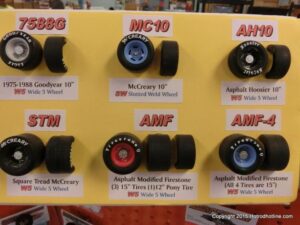 7588G
MC10
AH10
1975-1988 Goodyear 10"
W5 Wide 5 Wheel
McCreary 10"
SW Slotted Weld Wheel
Asphalt Hoosier 10"
W5 Wide 5 Wheel
STM
AMF
AMF-4
Square Tread McCreary
W5 Wide 5 Wheel
Asphalt Modified Firestone
(3) 15" Tires (1)12" Pony Tire
W5 Wide 5 Wheel
Asphalt Modified Firestone
(All 4 Tires are 15")
W5 Wide 5 Wheel
Copyright 2015 Hotrodhotline.com